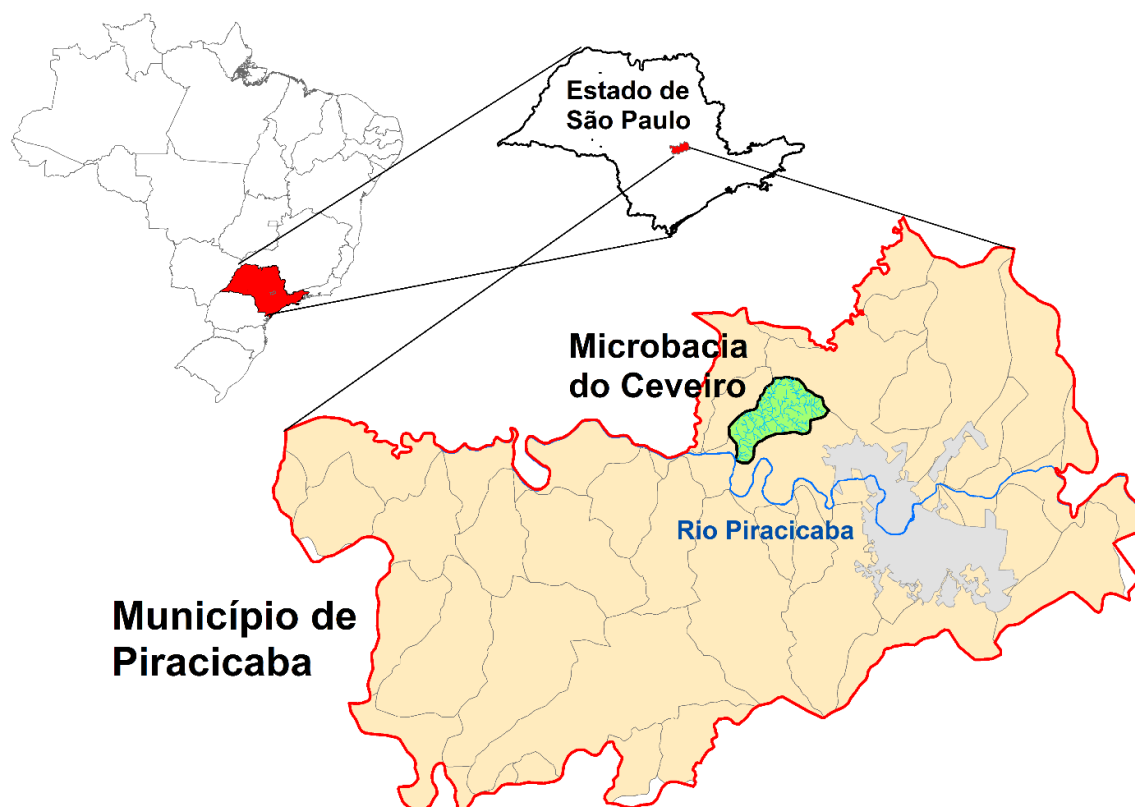 Estado de
São Paulo
Microbacia
do Ceveiro
Rio Piracicaba
Município de
Piracicaba